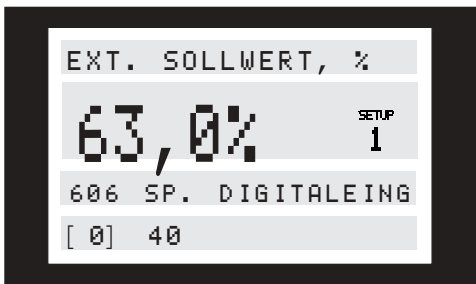 EXT. SOLLWERT, %
63,0%
SETUP
1
606 SP. DIGITALEING
[ 0] 40